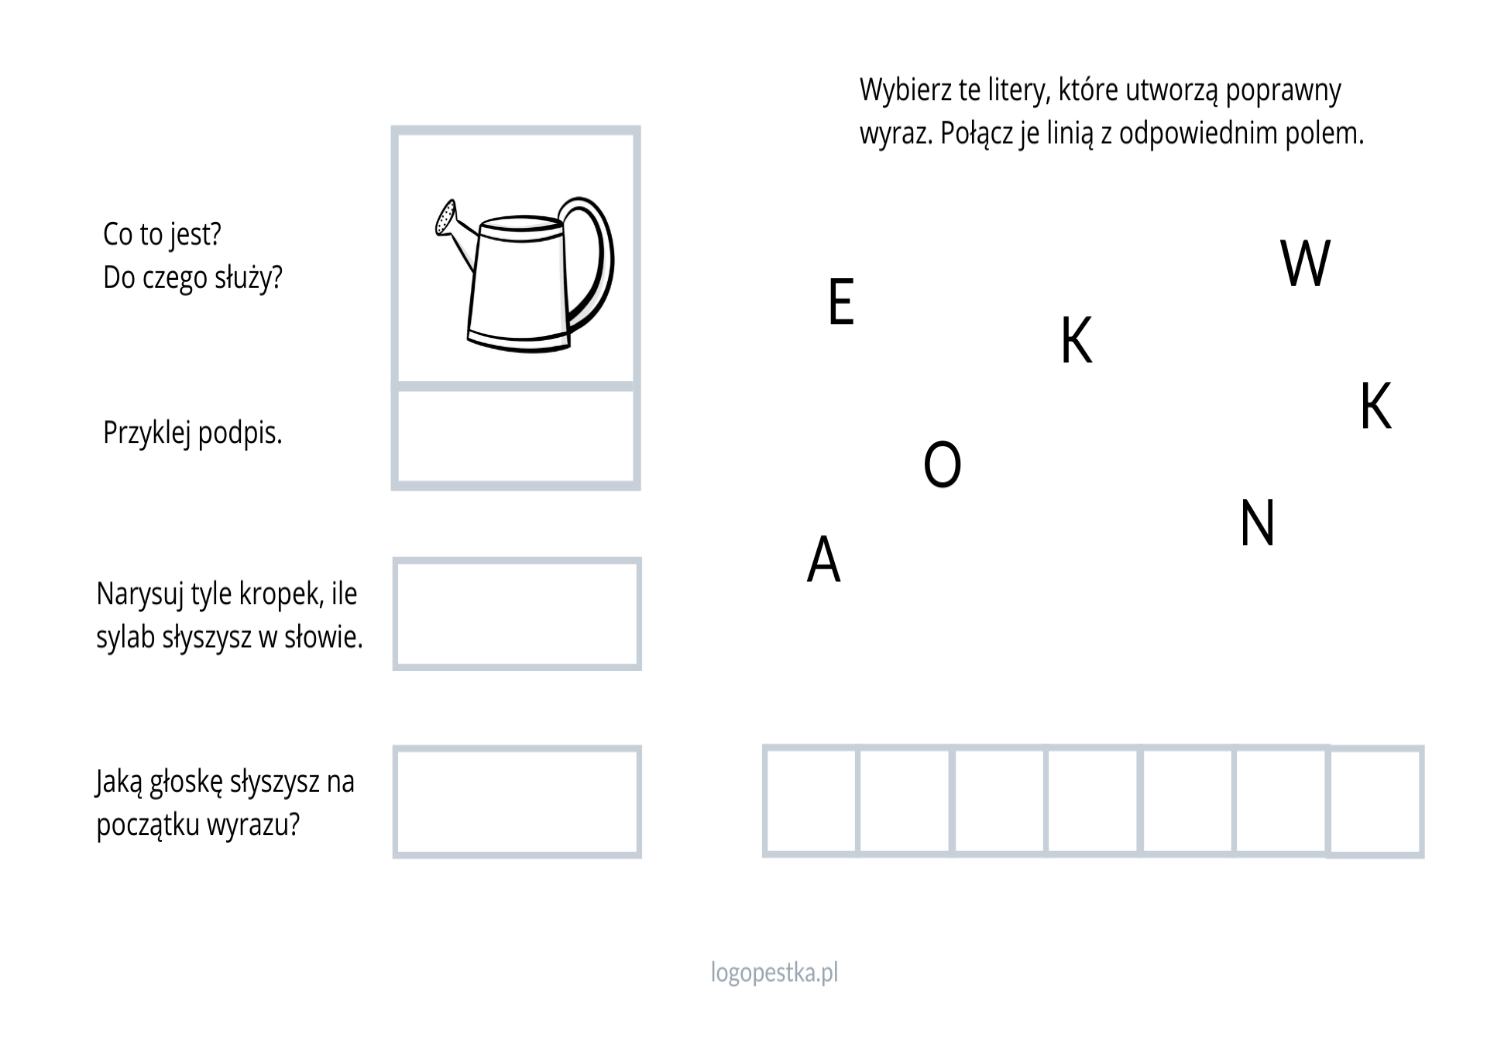 Co to jest?
Do czego służy?
Przyklej podpis.
Narysuj tyle kropek, ile
sylab słyszysz w słowie.
Jaką głoskę słyszysz na
początku wyrazu?
Wybierz te litery, które utworzą poprawny
wyraz. Połącz je linią z odpowiednim polem.
W
E
K
K
O
N
A
logopestka.pl